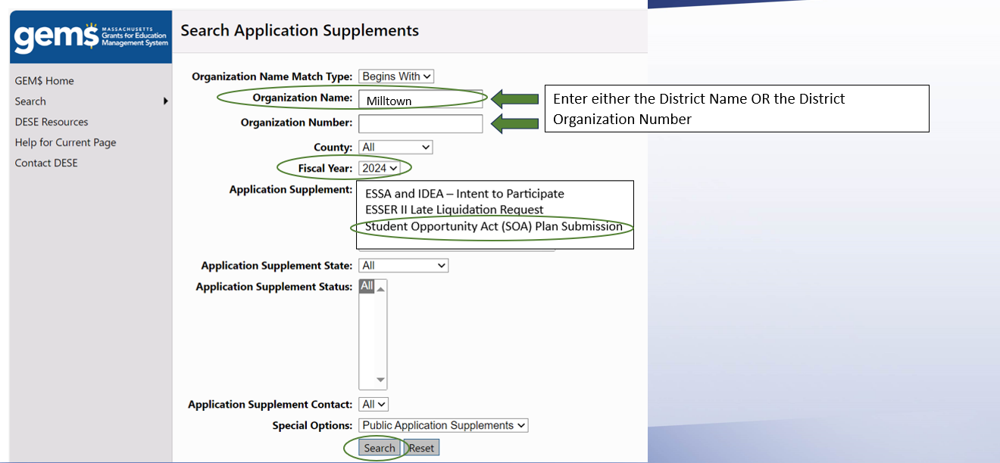 gem$ MASSACHUSETTS
Grants for Education
Management System
Search Application Supplements
GEM$ Home
Search
DESE Resources
Help for Current Page
Contact DESE
Organization Name Match Type: Begins With
Organization Name: Milltown
Organization Number:
Enter either the District Name OR the District
Organization Number
County: All
Fiscal Year: 2024
Application Supplement:
ESSA and IDEA – Intent to Participate
ESSER II Late Liquidation Request
Student Opportunity Act (SOA) Plan Submission
Application Supplement State: All
Application Supplement Status: All
Application Supplement Contact: All
Special Options: Public Application Supplements
Search Reset